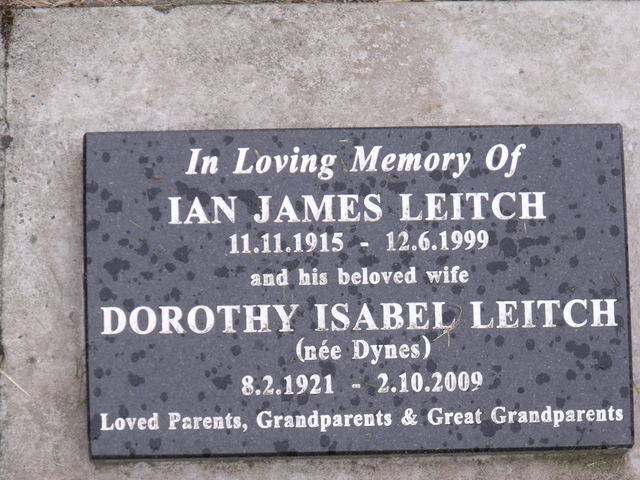 In Loving Memory Of
IAN JAMES LEITCH
11.11.1915 - 12.6.1999
and his beloved wife
DOROTHY ISABEL LEITCH
(née Dynes)
8.2.1921 - 2.10.2009
Loved Parents, Grandparents & Great Grandparents